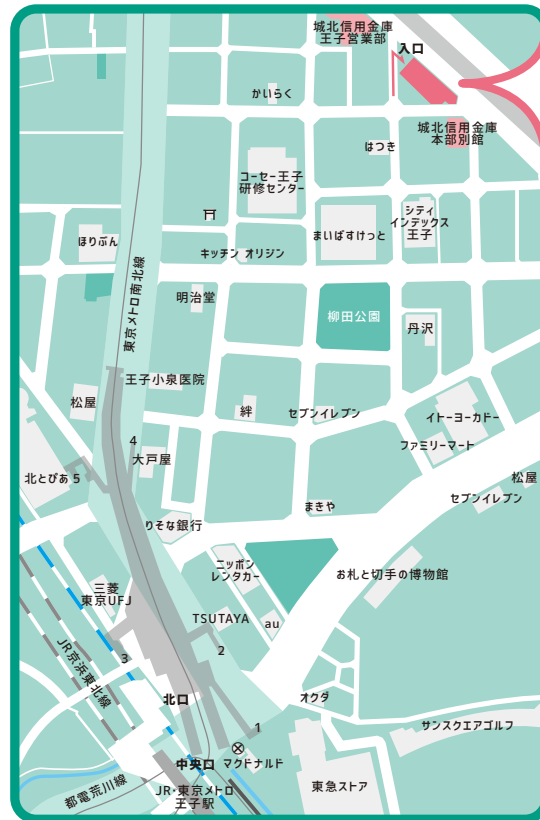 城北信用金庫
王子営業部
入口
かいらく
城北信用金庫
本部別館
はつき
コーセー王子
研修センター
シティ
インデックス
王子
まいばすけっと
ほりぶん
キッチン オリジン
東京メトロ南北線
明治堂
柳田公園
丹沢
王子小泉医院
松屋
絆
セブンイレブン
イトーヨーカドー
ファミリーマート
4
大戸屋
北とぴあ 5
松屋
セブンイレブン
まきや
りそな銀行
ニッポン
レンタカー
お札と切手の博物館
三菱
東京UFJ
TSUTAYA
au
2
3
JR京浜東北線
北口
オクダ
1
サンスクエアゴルフ
中央口
マクドナルド
都電荒川線
JR・東京メトロ
王子駅
東急ストア